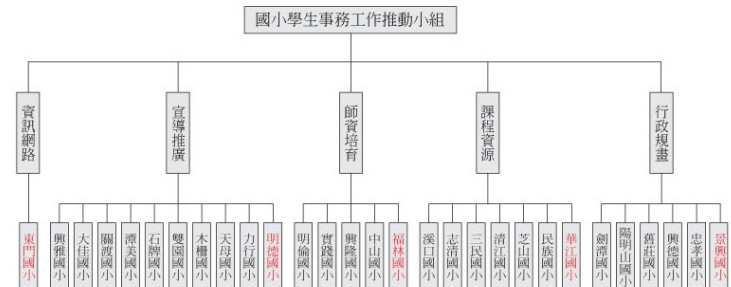 國小學生事務工作推動小組
資訊網路
宣導推廣
師資培育
課程資源
行政規畫
東門國小
興雅國小
大佳國小
關渡國小
潭美國小
石牌國小
雙園國小
木柵國小
天母國小
力行國小
明德國小
明倫國小
實踐國小
興隆國小
中山國小
福林國小
溪口國小
志清國小
三民國小
清江國小
芝山國小
民族國小
華江國小
劍潭國小
陽明山國小
舊莊國小
興德國小
忠孝國小
景興國小